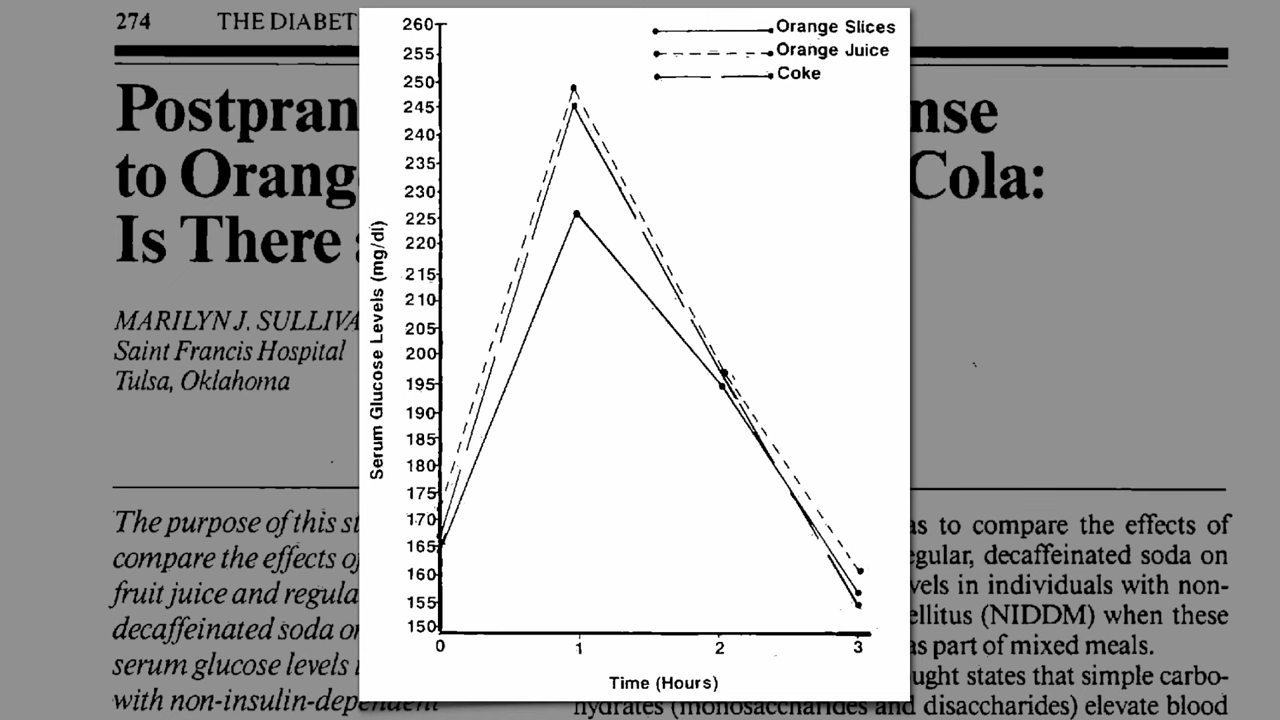 274 THE DIABET
Postpran nse
to Orang Cola:
Is There
MARILYN J. SULLIVA
Saint Francis Hospital
Tulsa, Oklahoma
The purpose of this st
compare the effects of
fruit juice and regula
decaffeinated soda or
serum glucose levels i
with non-insulin-dependent
as to compare the effects of
egular, decaffeinated soda on
vels in individuals with non-
ellitus (NIDDM) when these
as part of mixed meals.
ught states that simple carbo-
hydrates (monosaccharides and disaccharides) elevate blood
Orange Slices
Orange Juice
Coke
Serum Glucose Levels (mg/dl)
260
255
250
245
240
235
230
225
220
215
210
205
200
195
190
185
180
175
170
165
160
155
150
0 1 2 3
Time (Hours)